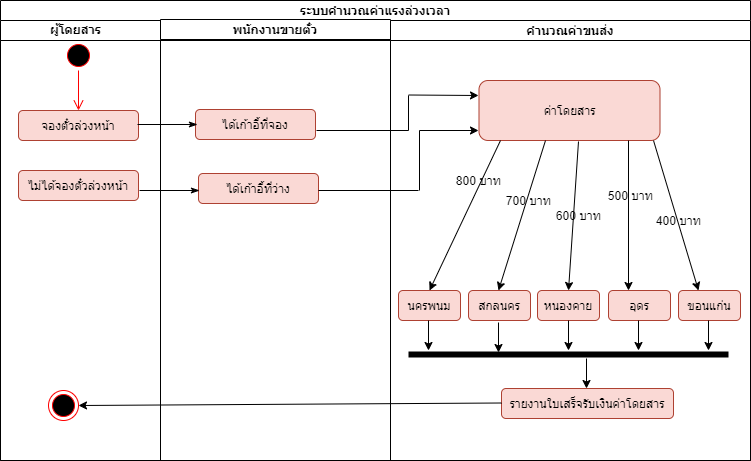 ระบบคำนวณค่าแรงล่วงเวลา
ผู้โดยสาร
พนักงานขายตั๋ว
คำนวณค่าขนส่ง
จองตั๋วล่วงหน้า
ได้เก้าอี้ที่จอง
ค่าโดยสาร
ไม่ได้จองตั๋วล่วงหน้า
ได้เก้าอี้ที่ว่าง
800 บาท
700 บาท
600 บาท
500 บาท
400 บาท
นครพนม
สกลนคร
หนองคาย
อุดร
ขอนแก่น
รายงานใบเสร็จรับเงินค่าโดยสาร